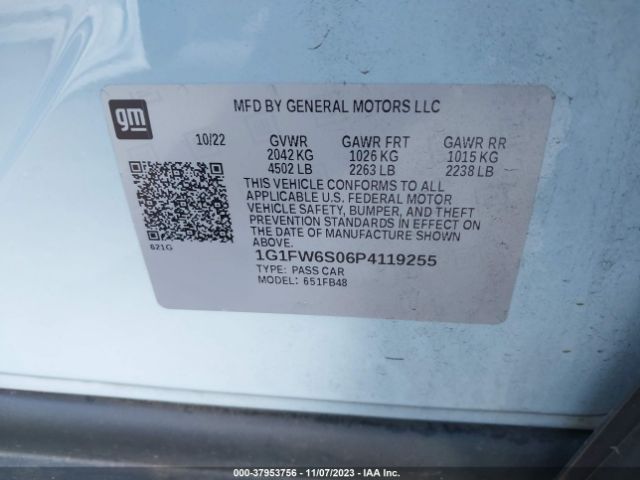 gm
MFD BY GENERAL MOTORS LLC
10/22 GVWR GAWR FRT GAWR RR
2042 KG 1026 KG 1015 KG
4502 LB 2263 LB 2238 LB
THIS VEHICLE CONFORMS TO ALL
APPLICABLE U.S. FEDERAL MOTOR
VEHICLE SAFETY, BUMPER, AND THEFT
PREVENTION STANDARDS IN EFFECT ON
THE DATE OF MANUFACTURE SHOWN
ABOVE.
621G
1G1FW6S06P4119255
TYPE: PASS CAR
MODEL: 651FB48
000-37953756 — 11/07/2023 — IAA Inc.